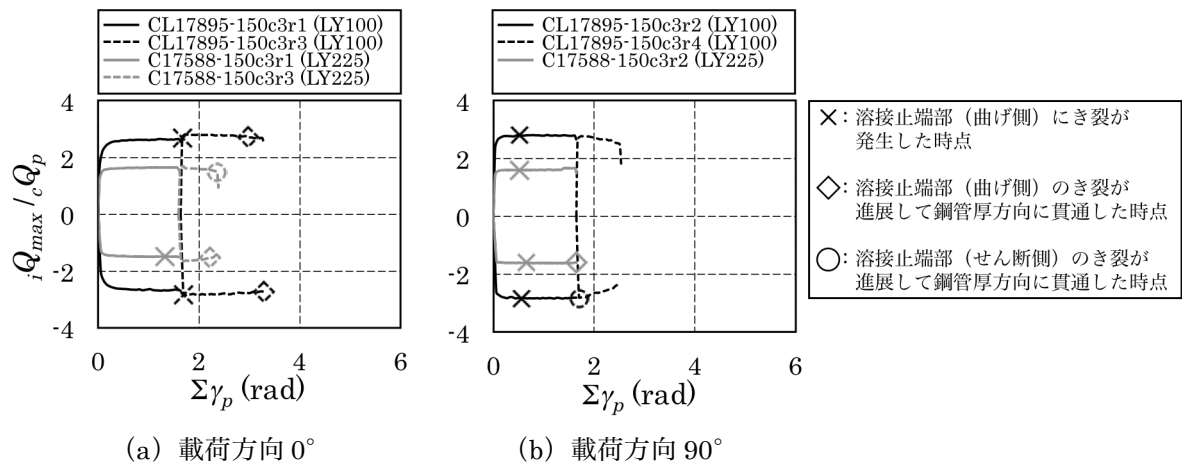 CL17895-150c3r1 (LY100)
CL17895-150c3r3 (LY100)
C17588-150c3r1 (LY225)
C17588-150c3r3 (LY225)
4
2
0
-2
-4
iQmax /cQp
0 2 4 6
Σγp (rad)
(a) 載荷方向 0°
CL17895-150c3r2 (LY100)
CL17895-150c3r4 (LY100)
C17588-150c3r2 (LY225)
4
2
0
-2
-4
0 2 4 6
Σγp (rad)
(b) 載荷方向 90°
×：溶接止端部（曲げ側）にき裂が
発生した時点
◇：溶接止端部（曲げ側）のき裂が
進展して鋼管厚方向に貫通した時点
○：溶接止端部（せん断側）のき裂が
進展して鋼管厚方向に貫通した時点